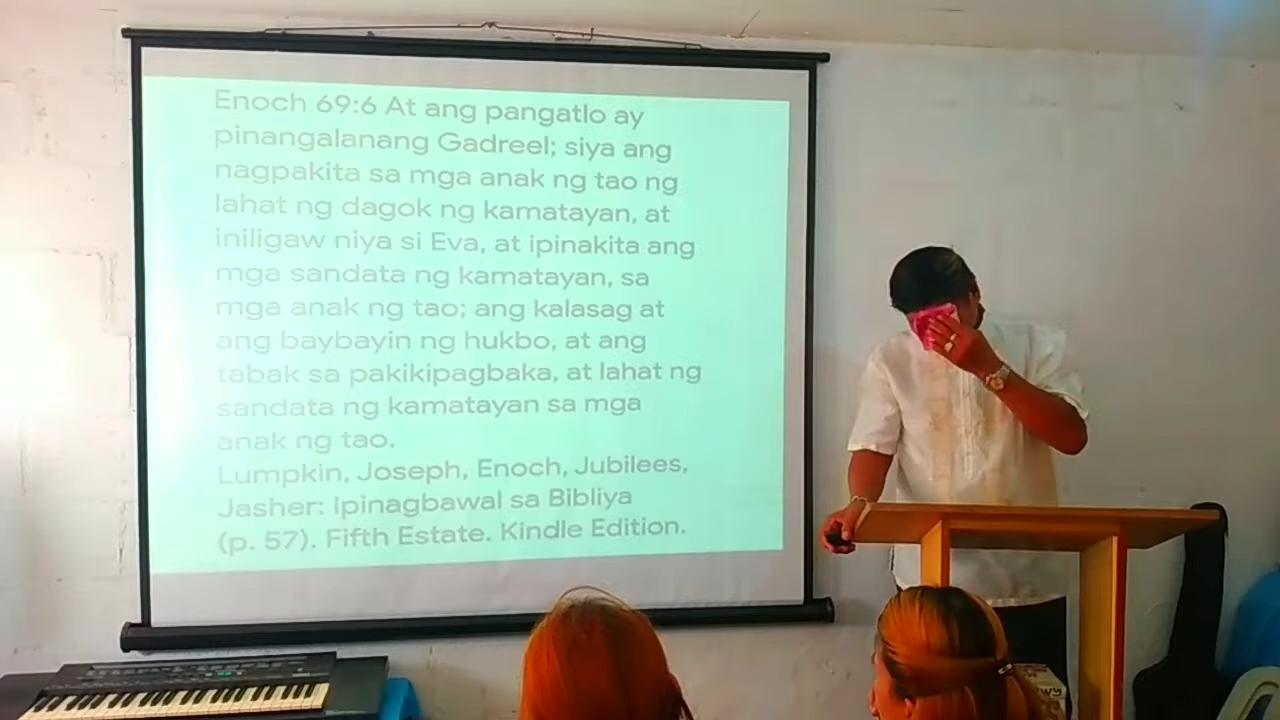 Enoch 69:6 At ang pangatlo ay
pinangalanang Gadreel; siya ang
nagpakita sa mga anak ng tao ng
lahat ng dagok ng kamatayan, at
iniligaw niya si Eva, at ipinakita ang
mga sandata ng kamatayan, sa
mga anak ng tao; ang kalasag at
ang baybayin ng hukbo, at ang
tabak sa pakikipagbaka, at lahat ng
sandata ng kamatayan sa mga
anak ng tao.
Lumpkin, Joseph, Enoch, Jubilees,
Jasher: Ipinagbawal sa Bibliya
(p. 57). Fifth Estate. Kindle Edition.